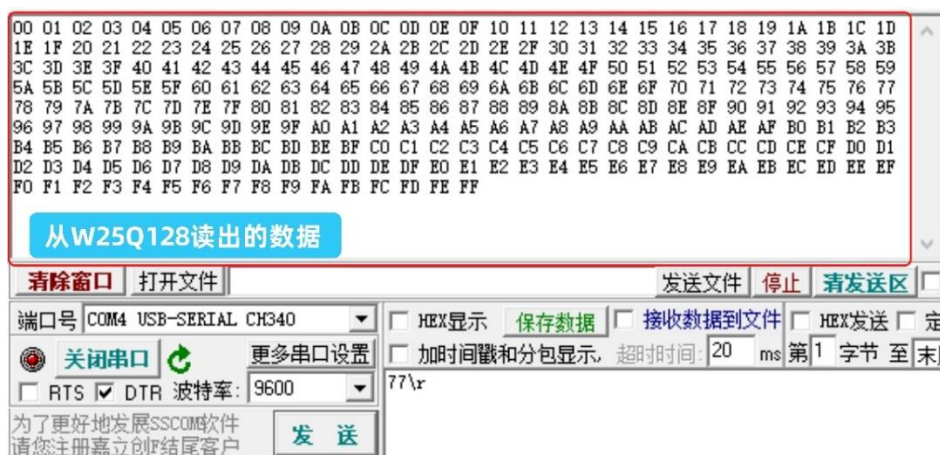 00 01 02 03 04 05 06 07 08 09 0A 0B 0C 0D 0E 0F 10 11 12 13 14 15 16 17 18 19 1A 1B 1C 1D
1E 1F 20 21 22 23 24 25 26 27 28 29 2A 2B 2C 2D 2E 2F 30 31 32 33 34 35 36 37 38 39 3A 3B
3C 3D 3E 3F 40 41 42 43 44 45 46 47 48 49 4A 4B 4C 4D 4E 4F 50 51 52 53 54 55 56 57 58 59
5A 5B 5C 5D 5E 5F 60 61 62 63 64 65 66 67 68 69 6A 6B 6C 6D 6E 6F 70 71 72 73 74 75 76 77
78 79 7A 7B 7C 7D 7E 7F 80 81 82 83 84 85 86 87 88 89 8A 8B 8C 8D 8E 8F 90 91 92 93 94 95
96 97 98 99 9A 9B 9C 9D 9E 9F A0 A1 A2 A3 A4 A5 A6 A7 A8 A9 AA AB AC AD AE AF B0 B1 B2 B3
B4 B5 B6 B7 B8 B9 BA BB BC BD BE BF C0 C1 C2 C3 C4 C5 C6 C7 C8 C9 CA CB CC CD CE CF D0 D1
D2 D3 D4 D5 D6 D7 D8 D9 DA DB DC DD DE DF E0 E1 E2 E3 E4 E5 E6 E7 E8 E9 EA EB EC ED EE EF
F0 F1 F2 F3 F4 F5 F6 F7 F8 F9 FA FB FC FD FE FF
从W25Q128读出的数据
清除窗口 打开文件 发送文件 停止 清发送区
端口号 COM4 USB-SERIAL CH340 HEX显示 保存数据 接收数据到文件 HEX发送 定
关闭串口 更多串口设置 加时间戳和分包显示, 超时时间: 20 ms 第1 字节 至 末
RTS DTR 波特率: 9600
77\r
为了更好地发展SSCOM软件
请您注册嘉立创F结尾客户
发 送